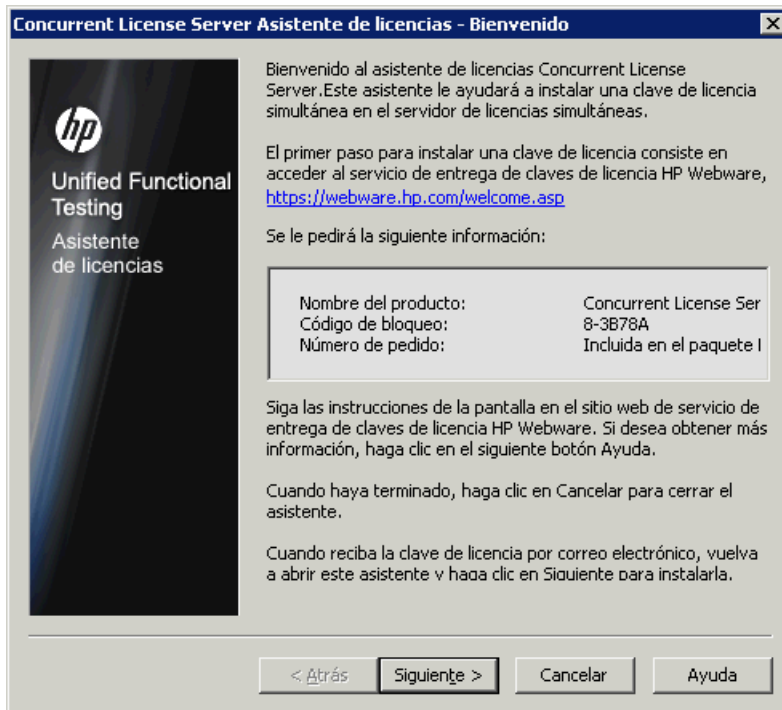 Concurrent License Server Asistente de licencias - Bienvenido
hp
Unified Functional
Testing
Asistente
de licencias
Bienvenido al asistente de licencias Concurrent License
Server.Este asistente le ayudará a instalar una clave de licencia
simultánea en el servidor de licencias simultáneas.
El primer paso para instalar una clave de licencia consiste en
acceder al servicio de entrega de claves de licencia HP Webware,
https://webware.hp.com/welcome.asp
Se le pedirá la siguiente información:
Nombre del producto: Concurrent License Ser
Código de bloqueo: 8-3B78A
Número de pedido: Incluida en el paquete
Siga las instrucciones de la pantalla en el sitio web de servicio de
entrega de claves de licencia HP Webware. Si desea obtener más
información, haga clic en el siguiente botón Ayuda.
Cuando haya terminado, haga clic en Cancelar para cerrar el
asistente.
Cuando reciba la clave de licencia por correo electrónico, vuelva
a abrir este asistente y haga clic en Siguiente para instalarla.
< Atrás
Siguiente >
Cancelar
Ayuda